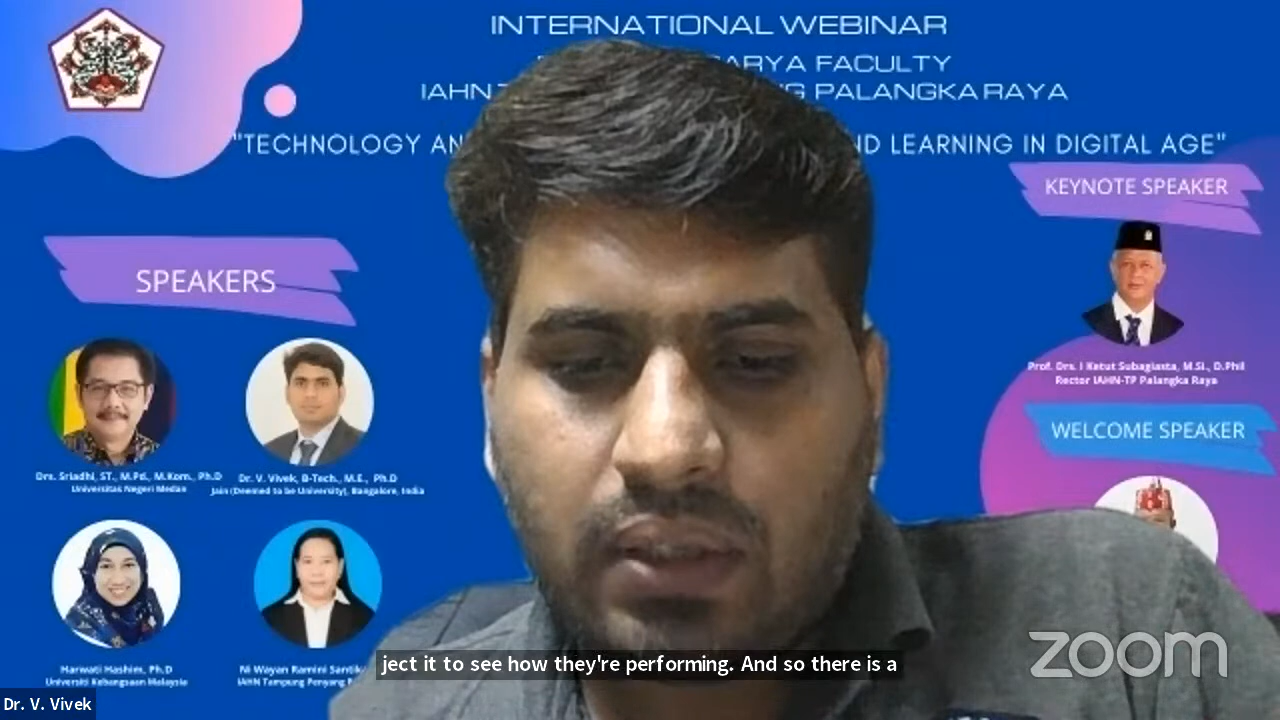 INTERNATIONAL WEBINAR
ARYA FACULTY
IAHN PALANGKA RAYA
"TECHNOLOGY AN ND LEARNING IN DIGITAL AGE"
KEYNOTE SPEAKER
SPEAKERS
Prof. Drs. I Ketut Subagiasta, M.Si., D.Phil
Rector IAHN-TP Palangka Raya
WELCOME SPEAKER
Drs. Sriadhi, ST., M.Pd., M.Kom., Ph.D
Universitas Negeri Medan
Dr. V. Vivek, B-Tech., M.E., Ph.D
Jain (Deemed to be University), Bangalore, India
Harwati Hashim, Ph.D
Universiti Kebangsaan Malaysia
Ni Wayan Ramini Santika
IAHN Tampung Penyang
ject it to see how they're performing. And so there is a
zoom
Dr. V. Vivek